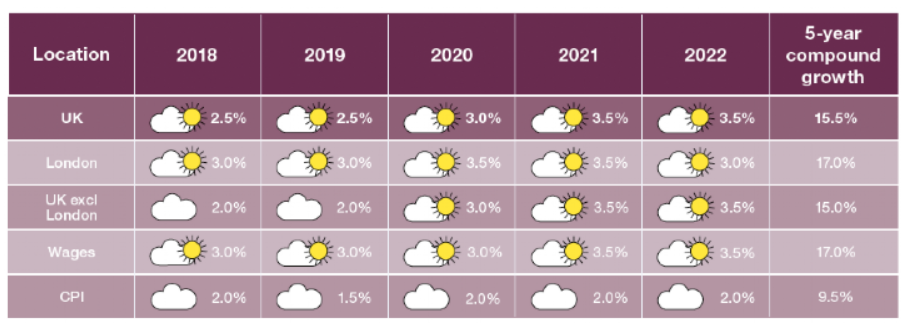 Location 2018 2019 2020 2021 2022 5-year compound growth
UK 2.5% 2.5% 3.0% 3.5% 3.5% 15.5%
London 3.0% 3.0% 3.5% 3.5% 3.0% 17.0%
UK excl London 2.0% 2.0% 3.0% 3.5% 3.5% 15.0%
Wages 3.0% 3.0% 3.0% 3.5% 3.5% 17.0%
CPI 2.0% 1.5% 2.0% 2.0% 2.0% 9.5%